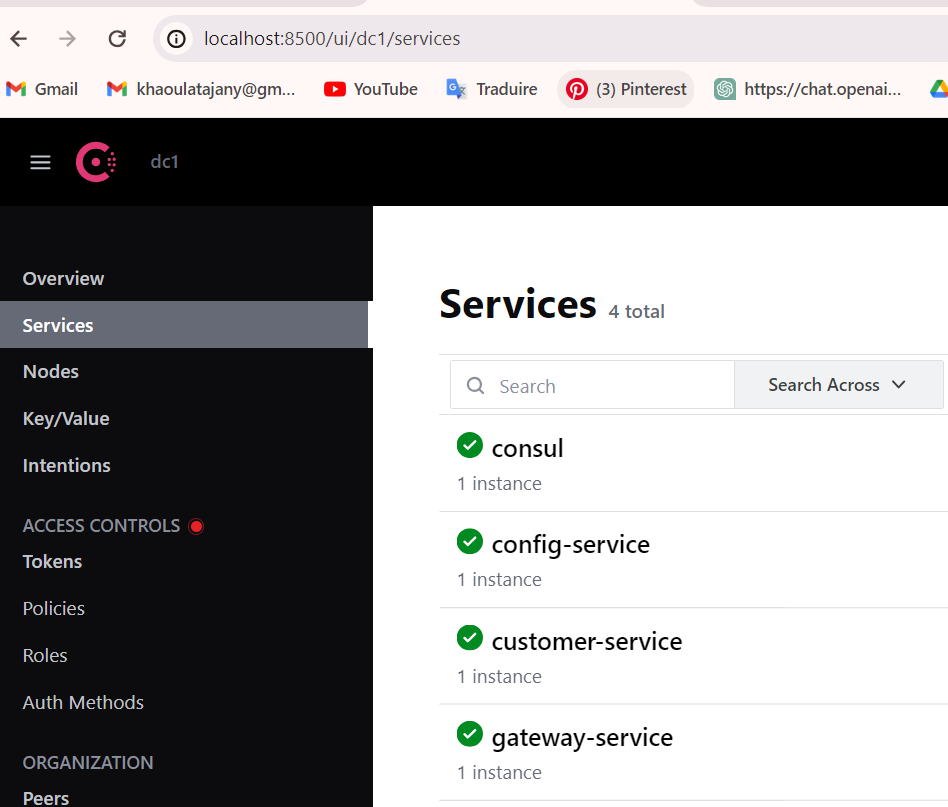 localhost:8500/ui/dc1/services
Gmail khaoulatajany@gm... YouTube Traduire (3) Pinterest https://chat.openai...
dc1
Overview
Services
Nodes
Key/Value
Intentions
ACCESS CONTROLS
Tokens
Policies
Roles
Auth Methods
ORGANIZATION
Peers
Services 4 total
Search Search Across
consul
1 instance
config-service
1 instance
customer-service
1 instance
gateway-service
1 instance